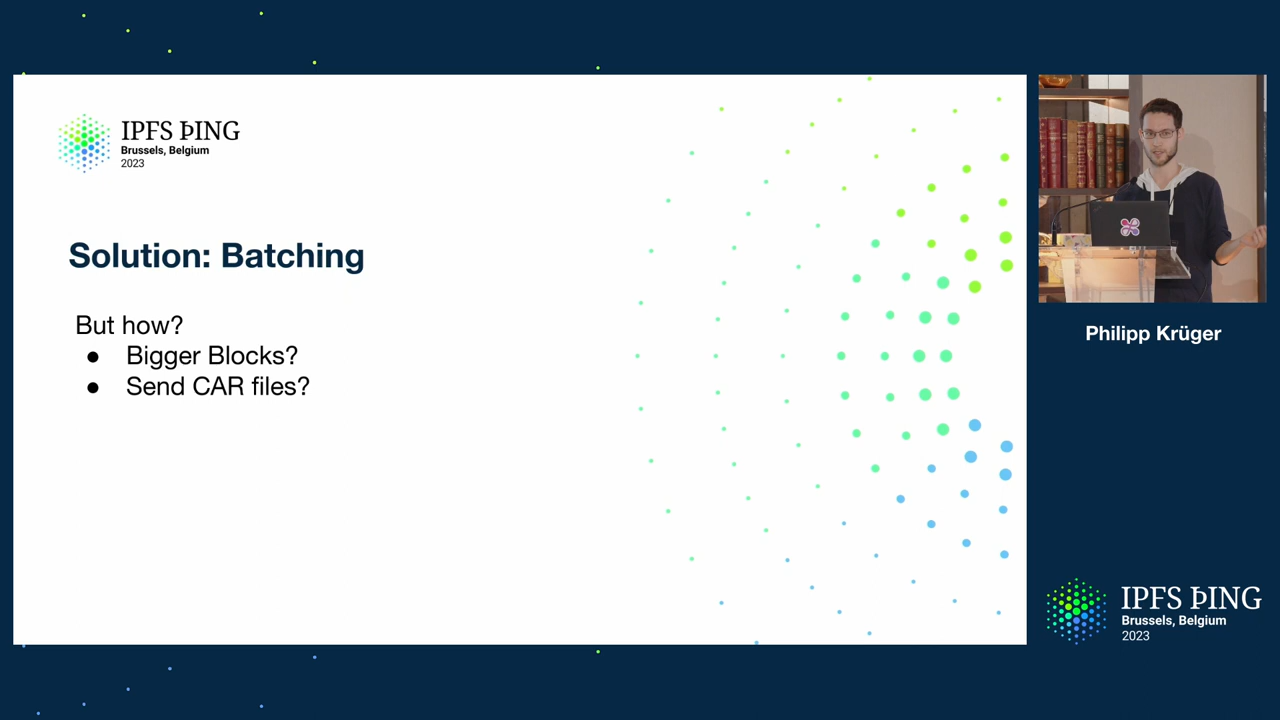 IPFS ÞING
Brussels, Belgium
2023
Solution: Batching
But how?
● Bigger Blocks?
● Send CAR files?
Philipp Krüger
IPFS ÞING
Brussels, Belgium
2023